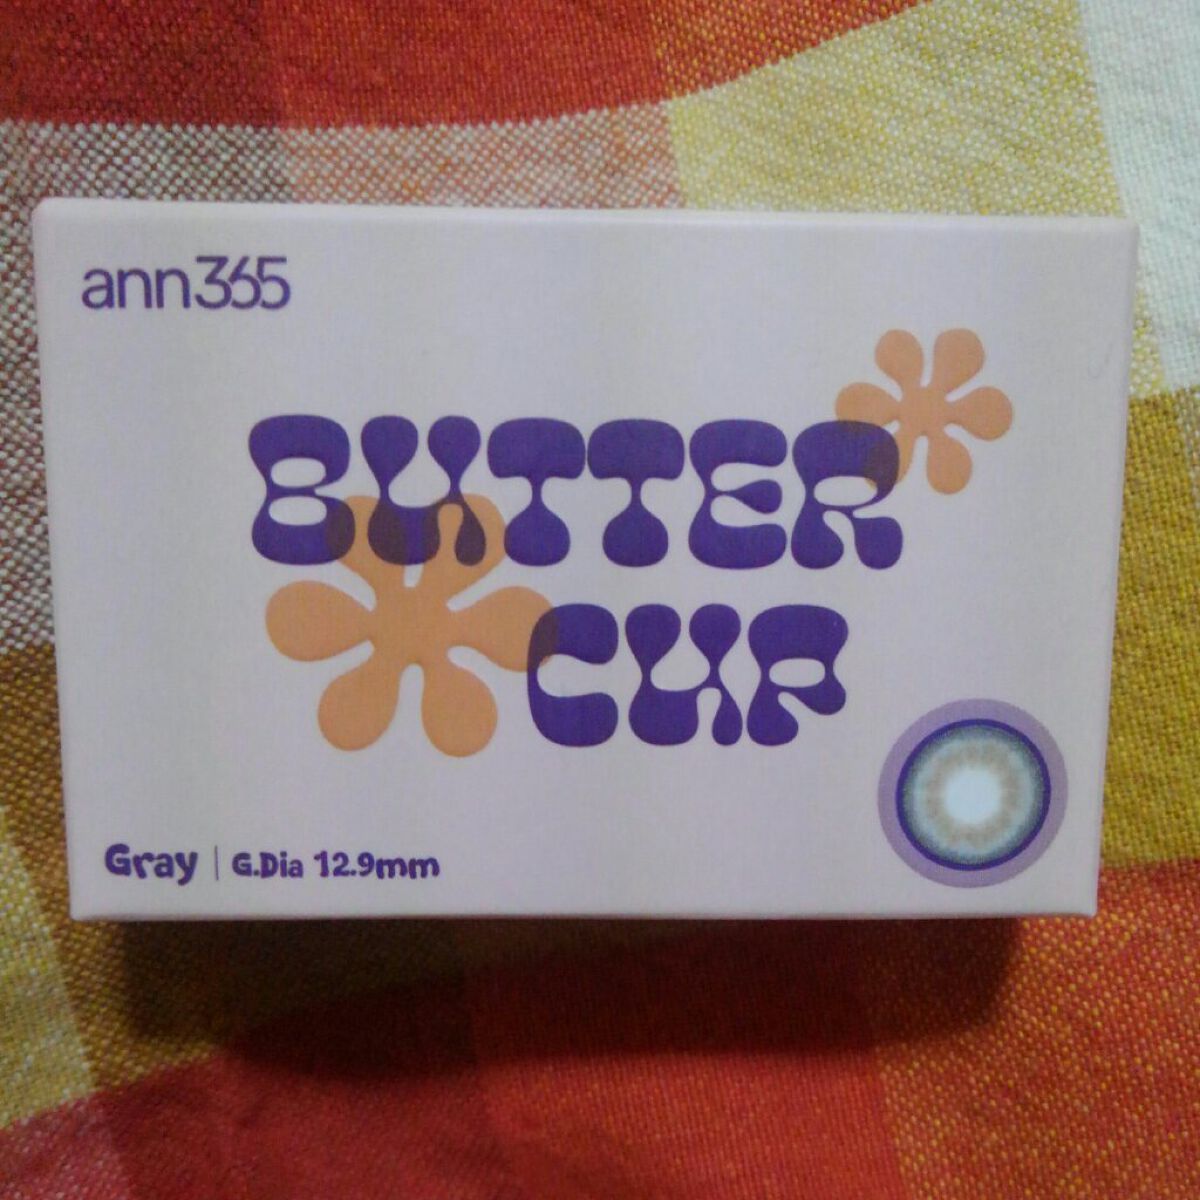 ann365
BUTTER
CUP
Gray | G.Dia 12.9mm